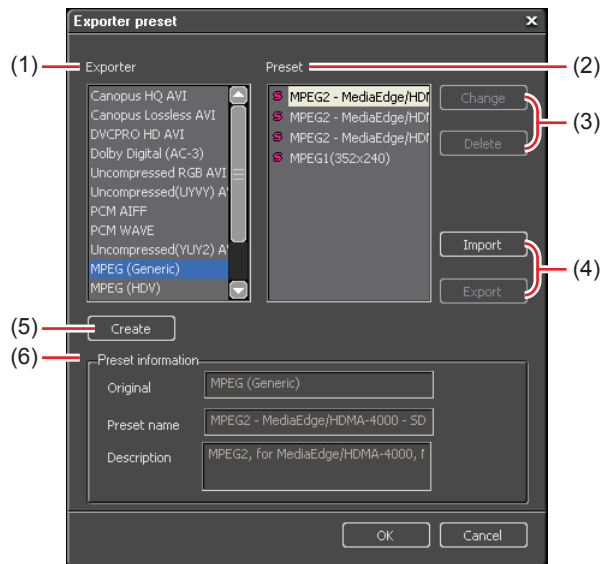 Exporter preset
(1)
Exporter
Preset
(2)
Canopus HQ AVI
Canopus Lossless AVI
DVCPRO HD AVI
Dolby Digital (AC-3)
Uncompressed RGB AVI
Uncompressed(UYVY) A
PCM AIFF
PCM WAVE
Uncompressed(YUY2) A
MPEG (Generic)
MPEG (HDV)
S MPEG2 - MediaEdge/HD
S MPEG2 - MediaEdge/HD
S MPEG2 - MediaEdge/HD
S MPEG1(352x240)
Change
(3)
Delete
Import
(4)
Export
(5)
Create
(6)
Preset information
Original
MPEG (Generic)
Preset name
MPEG2 - MediaEdge/HDMA-4000 - SD
Description
MPEG2, for MediaEdge/HDMA-4000,
OK
Cancel